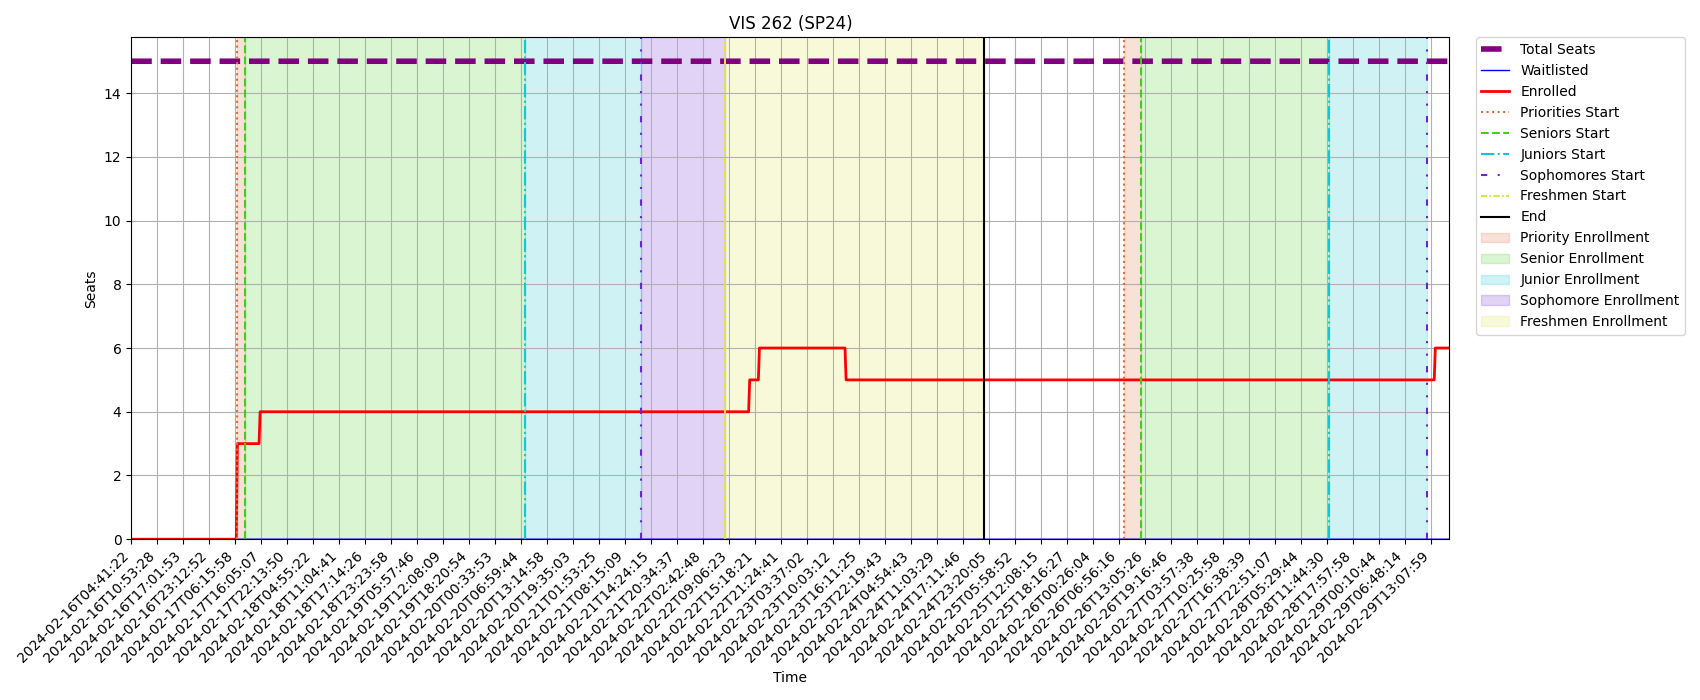 VIS 262 (SP24)
Seats
14
12
10
8
6
4
2
0
2024-02-16T04:41:22
2024-02-16T10:53:28
2024-02-16T17:01:53
2024-02-16T23:12:52
2024-02-17T06:15:58
2024-02-17T16:05:07
2024-02-17T22:13:50
2024-02-18T04:55:22
2024-02-18T11:04:41
2024-02-18T17:14:26
2024-02-18T23:23:58
2024-02-19T05:57:46
2024-02-19T12:08:09
2024-02-19T18:20:54
2024-02-20T00:33:53
2024-02-20T06:59:44
2024-02-20T13:14:58
2024-02-20T19:35:03
2024-02-21T01:53:25
2024-02-21T08:15:09
2024-02-21T14:24:15
2024-02-21T20:34:37
2024-02-22T02:42:48
2024-02-22T09:06:23
2024-02-22T15:18:21
2024-02-22T21:24:41
2024-02-23T03:37:02
2024-02-23T10:03:12
2024-02-23T16:11:25
2024-02-23T22:19:43
2024-02-24T04:54:43
2024-02-24T11:03:29
2024-02-24T17:11:46
2024-02-24T23:20:05
2024-02-25T05:58:52
2024-02-25T12:08:15
2024-02-25T18:16:27
2024-02-26T00:26:04
2024-02-26T06:56:16
2024-02-26T13:05:26
2024-02-26T19:16:46
2024-02-27T03:57:38
2024-02-27T10:25:58
2024-02-27T16:38:39
2024-02-27T22:51:07
2024-02-28T05:29:44
2024-02-28T11:44:30
2024-02-28T17:57:58
2024-02-29T00:10:44
2024-02-29T06:48:14
2024-02-29T13:07:59
Time
Total Seats
Waitlisted
Enrolled
Priorities Start
Seniors Start
Juniors Start
Sophomores Start
Freshmen Start
End
Priority Enrollment
Senior Enrollment
Junior Enrollment
Sophomore Enrollment
Freshmen Enrollment